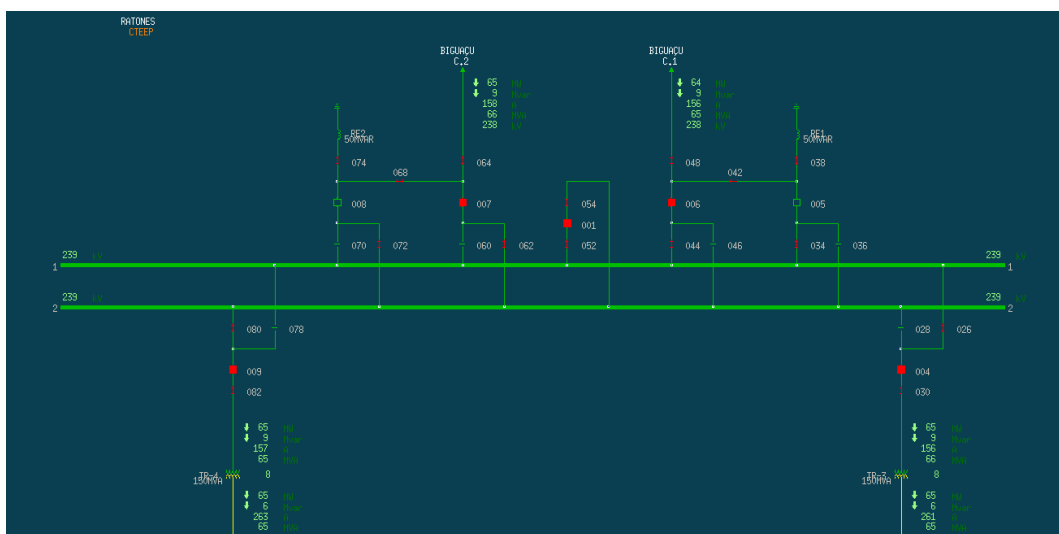 RATONES
CTEEP
BIGUAÇU
C.2
BIGUAÇU
C.1
65 MW
9 Mvar
158 A
66 MVA
238 kV
64 MW
9 Mvar
156 A
65 MVA
238 kV
RE2
50MVAR
RE1
50MVAR
074
068
064
048
042
038
008
007
054
001
006
005
070
072
060
062
052
044
046
034
036
239 kV
239 kV
1
1
239 kV
239 kV
2
2
080
078
028
026
009
004
082
030
65 MW
9 Mvar
157 A
65 MVA
65 MW
9 Mvar
156 A
66 MVA
TR-4
150MVA
8
TR-3
150MVA
8
65 MW
6 Mvar
263 A
65 MVA
65 MW
6 Mvar
261 A
65 MVA